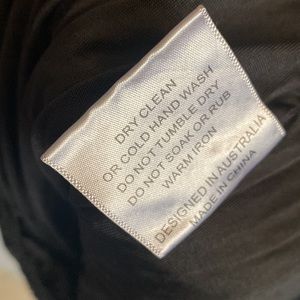 DRY CLEAN
OR COLD HAND WASH
DO NOT TUMBLE DRY
DO NOT SOAK OR RUB
WARM IRON
DESIGNED IN AUSTRALIA
MADE IN CHINA